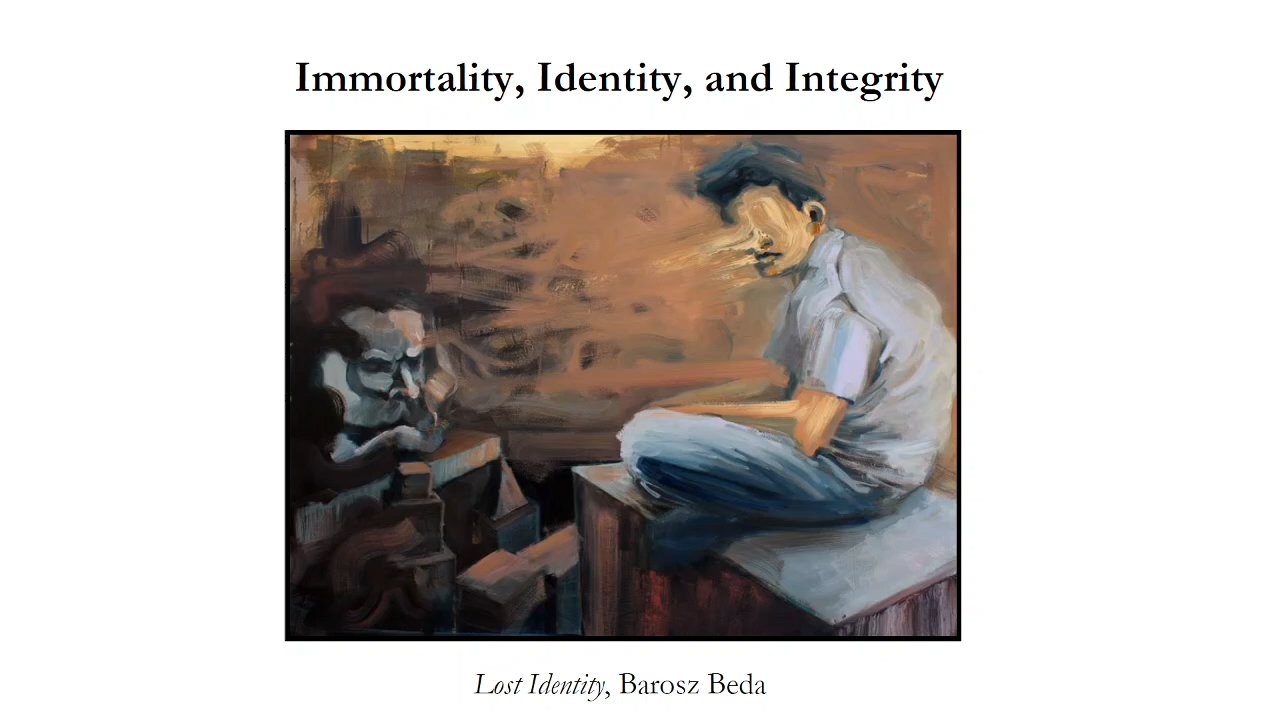 Immortality, Identity, and Integrity
Lost Identity, Barosz Beda